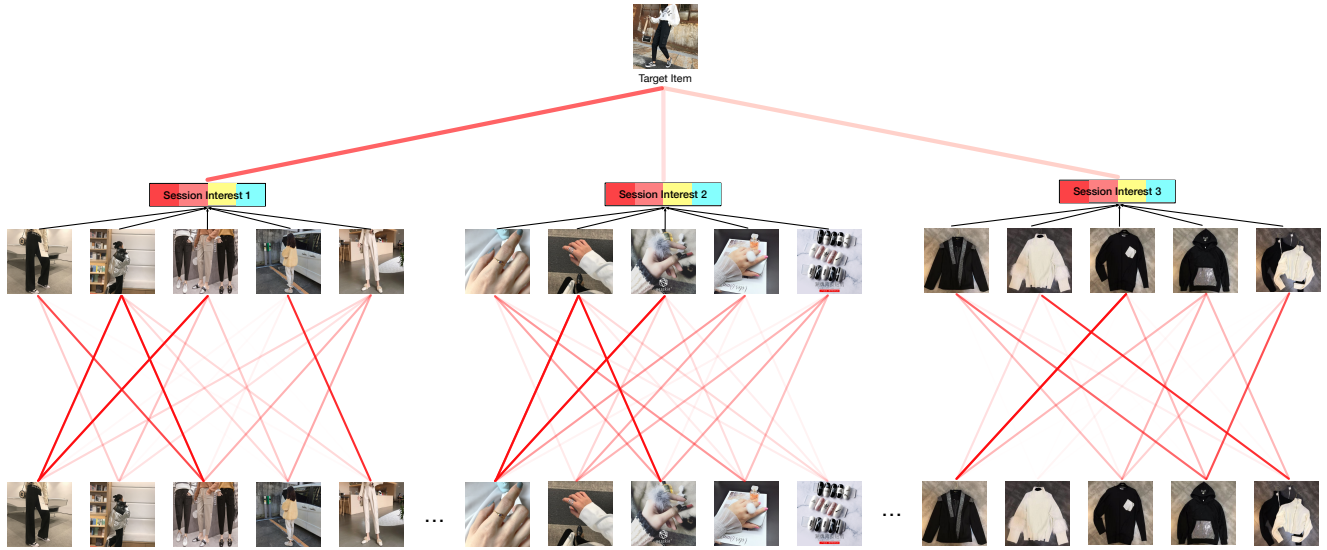 Target Item
Session Interest 1
Session Interest 2
Session Interest 3
...
...